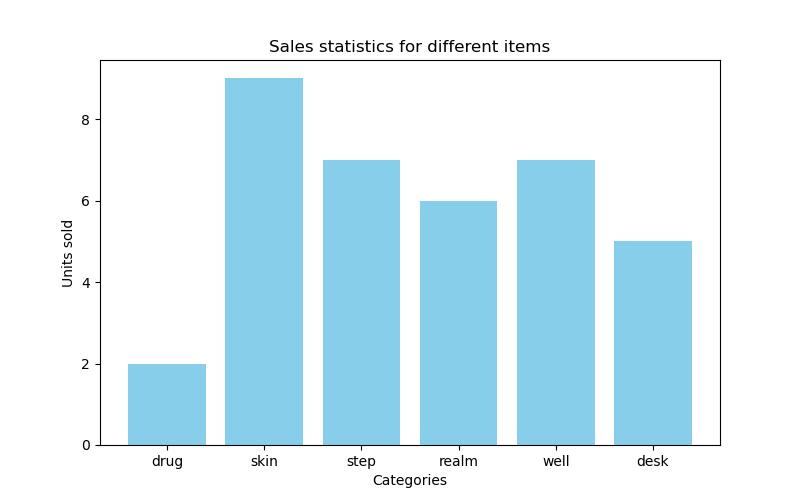 Sales statistics for different items
Units sold
8
6
4
2
0
drug skin step realm well desk
Categories